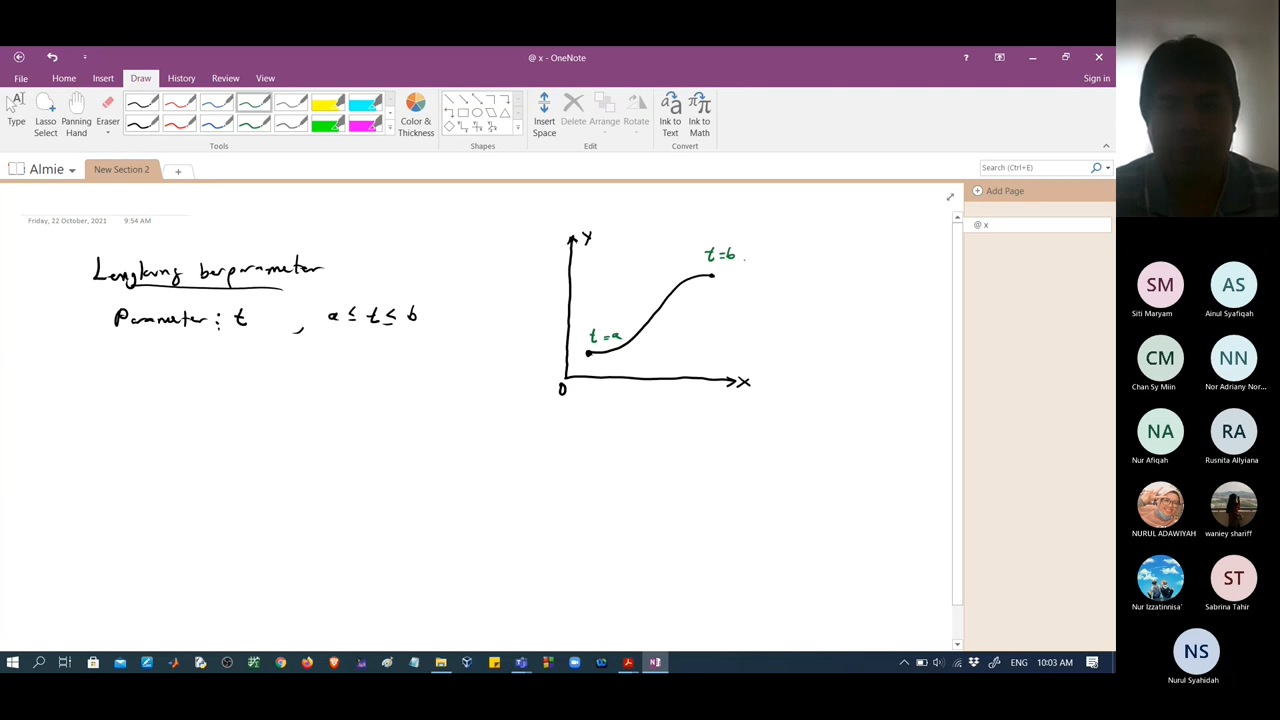 @ x - OneNote
File Home Insert Draw History Review View Sign in
Type Lasso Select Panning Hand Eraser Color & Thickness Insert Space Delete Arrange Rotate Ink to Text Ink to Math
Tools Shapes Edit Convert
Almie New Section 2 + Search (Ctrl+E)
Add Page
@ x
Friday, 22 October, 2021 9:54 AM
Lengkung berparameter
Parameter : t , a ≤ t ≤ b
y
t=b
t=a
0
x
SM AS
Siti Maryam Ainul Syafiqah
CM NN
Chan Sy Miin Nor Adriany Nor...
NA RA
Nur Afiqah Rusnita Allyiana
NURUL ADAWIYAH waniey shariff
ST
Nur Izzatinnisa' Sabrina Tahir
NS
Nurul Syahidah
ENG 10:03 AM